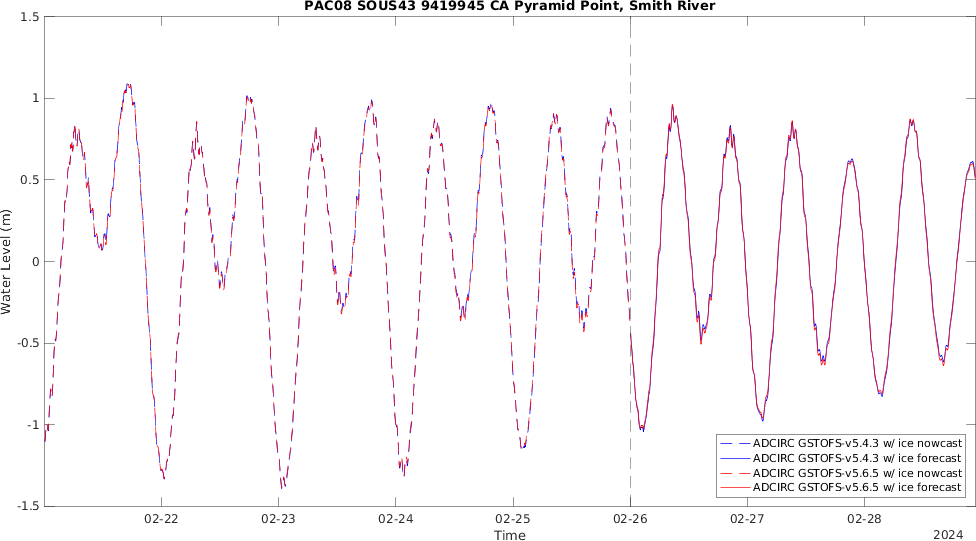 PAC08 SOUS43 9419945 CA Pyramid Point, Smith River
1.5
1
0.5
0
-0.5
-1
-1.5
Water Level (m)
02-22
02-23
02-24
02-25
02-26
02-27
02-28
Time
2024
ADCIRC GSTOFS-v5.4.3 w/ ice nowcast
ADCIRC GSTOFS-v5.4.3 w/ ice forecast
ADCIRC GSTOFS-v5.6.5 w/ ice nowcast
ADCIRC GSTOFS-v5.6.5 w/ ice forecast